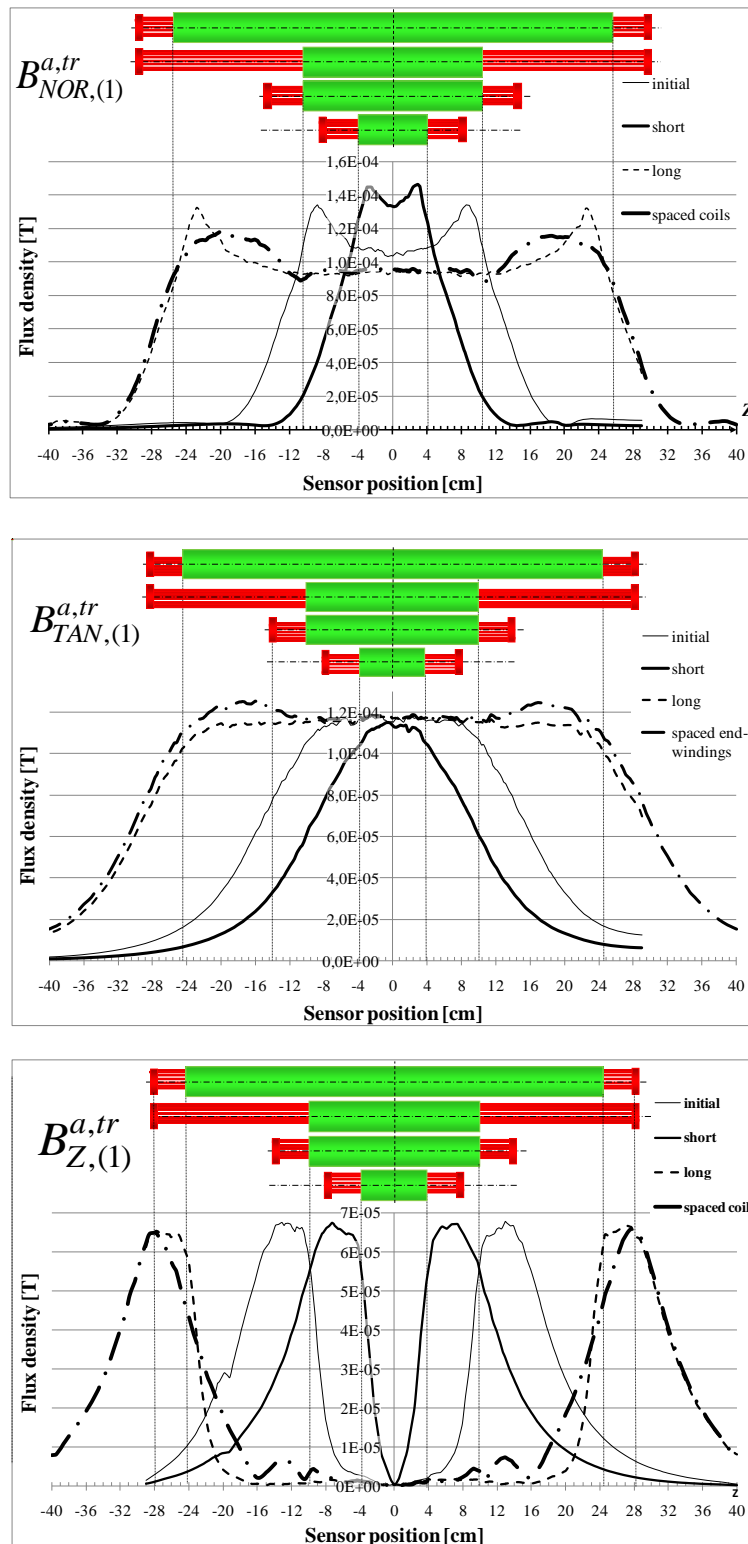 B^{a,tr}_{NOR,(1)}
initial
short
long
spaced coils
1,6E-04
1,4E-04
1,2E-04
1,0E-04
8,0E-05
6,0E-05
4,0E-05
2,0E-05
0,0E+00
Flux density [T]
z
-40 -36 -32 -28 -24 -20 -16 -12 -8 -4 0 4 8 12 16 20 24 28 32 36 40
Sensor position [cm]
B^{a,tr}_{TAN,(1)}
initial
short
long
spaced end-
windings
1,2E-04
1,0E-04
8,0E-05
6,0E-05
4,0E-05
2,0E-05
0,0E+00
Flux density [T]
-40 -36 -32 -28 -24 -20 -16 -12 -8 -4 0 4 8 12 16 20 24 28 32 36 40
Sensor position [cm]
B^{a,tr}_{Z,(1)}
initial
short
long
spaced coil
7E-05
6E-05
5E-05
4E-05
3E-05
2E-05
1E-05
0E+00
Flux density [T]
z
-40 -36 -32 -28 -24 -20 -16 -12 -8 -4 0 4 8 12 16 20 24 28 32 36 40
Sensor position [cm]